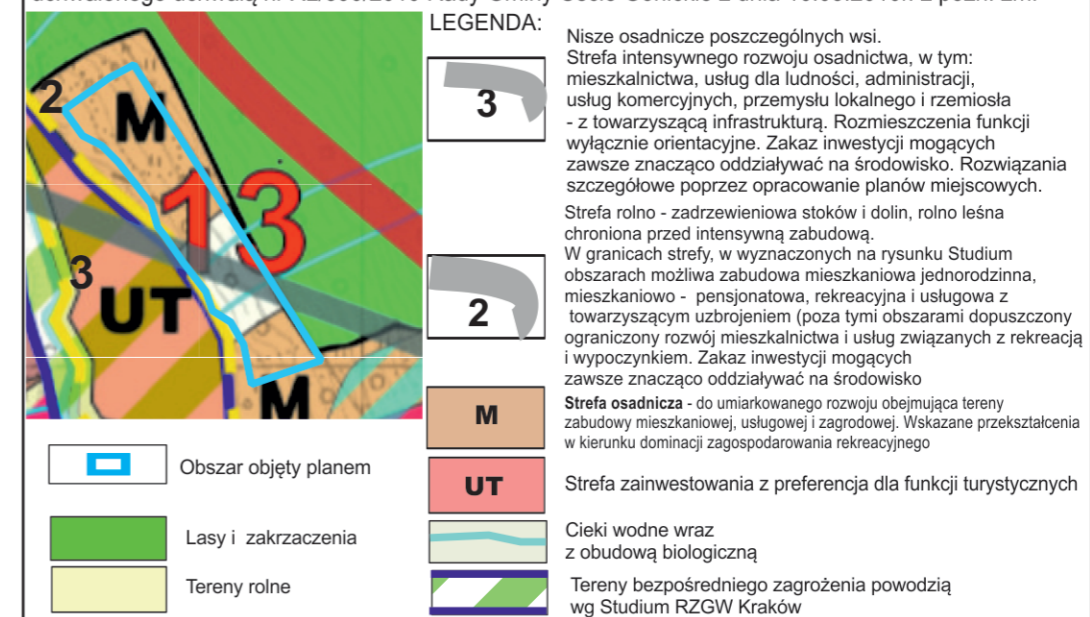 LEGENDA:
2
M
13
3
UT
M
Obszar objęty planem
Lasy i zakrzaczenia
Tereny rolne
3
Nisze osadnicze poszczególnych wsi.
Strefa intensywnego rozwoju osadnictwa, w tym:
mieszkalnictwa, usług dla ludności, administracji,
usług komercyjnych, przemysłu lokalnego i rzemiosła
- z towarzyszącą infrastrukturą. Rozmieszczenia funkcji
wyłącznie orientacyjne. Zakaz inwestycji mogących
zawsze znacząco oddziaływać na środowisko. Rozwiązania
szczegółowe poprzez opracowanie planów miejscowych.
2
Strefa rolno - zadrzewieniowa stoków i dolin, rolno leśna
chroniona przed intensywną zabudową.
W granicach strefy, w wyznaczonych na rysunku Studium
obszarach możliwa zabudowa mieszkaniowa jednorodzinna,
mieszkaniowo - pensjonatowa, rekreacyjna i usługowa z
towarzyszącym uzbrojeniem (poza tymi obszarami dopuszczony
ograniczony rozwój mieszkalnictwa i usług związanych z rekreacją
i wypoczynkiem. Zakaz inwestycji mogących
zawsze znacząco oddziaływać na środowisko
M
Strefa osadnicza - do umiarkowanego rozwoju obejmująca tereny
zabudowy mieszkaniowej, usługowej i zagrodowej. Wskazane przekształcenia
w kierunku dominacji zagospodarowania rekreacyjnego
UT
Strefa zainwestowania z preferencja dla funkcji turystycznych
Cieki wodne wraz
z obudową biologiczną
Tereny bezpośredniego zagrożenia powodzią
wg Studium RZGW Kraków